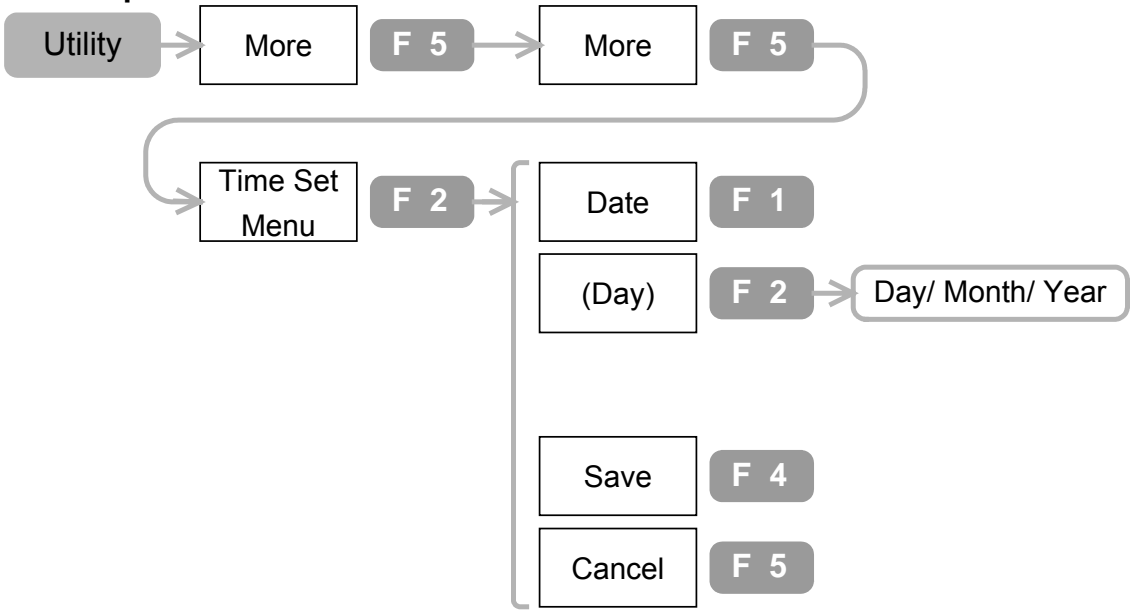 Utility More F 5 More F 5
Time Set
Menu
F 2 Date F 1
(Day) F 2 Day/ Month/ Year
Save F 4
Cancel F 5